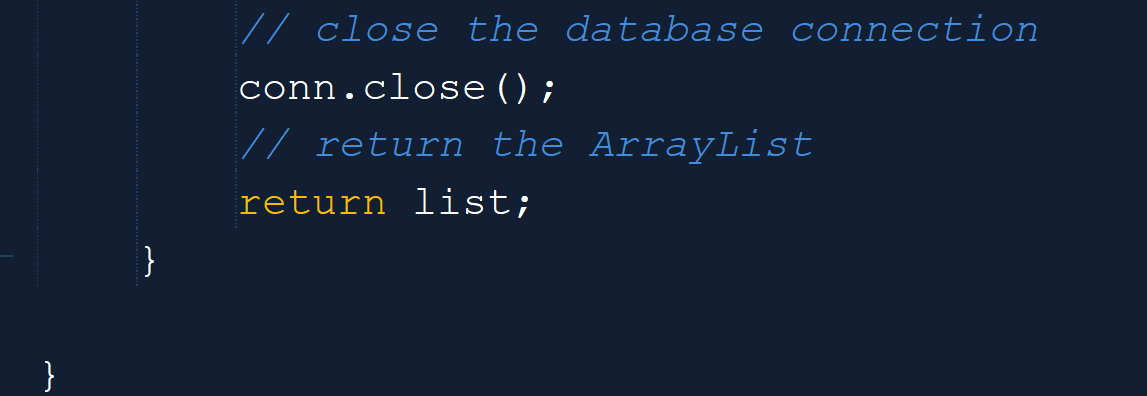 // close the database connection
conn.close();
// return the ArrayList
return list;
}
}